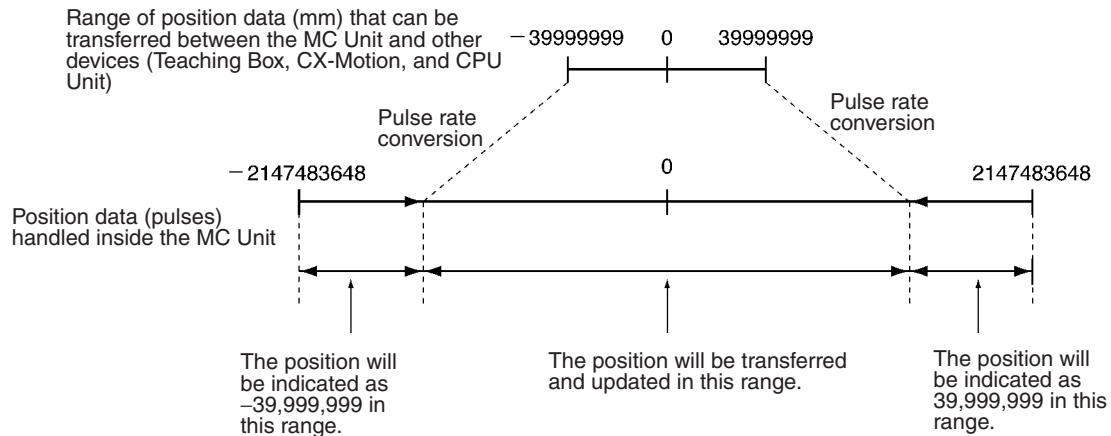 Range of position data (mm) that can be
transferred between the MC Unit and other
devices (Teaching Box, CX-Motion, and CPU
Unit)
−39999999 0 39999999
Pulse rate
conversion
Pulse rate
conversion
−2147483648 0 2147483648
Position data (pulses)
handled inside the MC Unit
The position will
be indicated as
−39,999,999 in
this range.
The position will be transferred
and updated in this range.
The position will
be indicated as
39,999,999 in this
range.